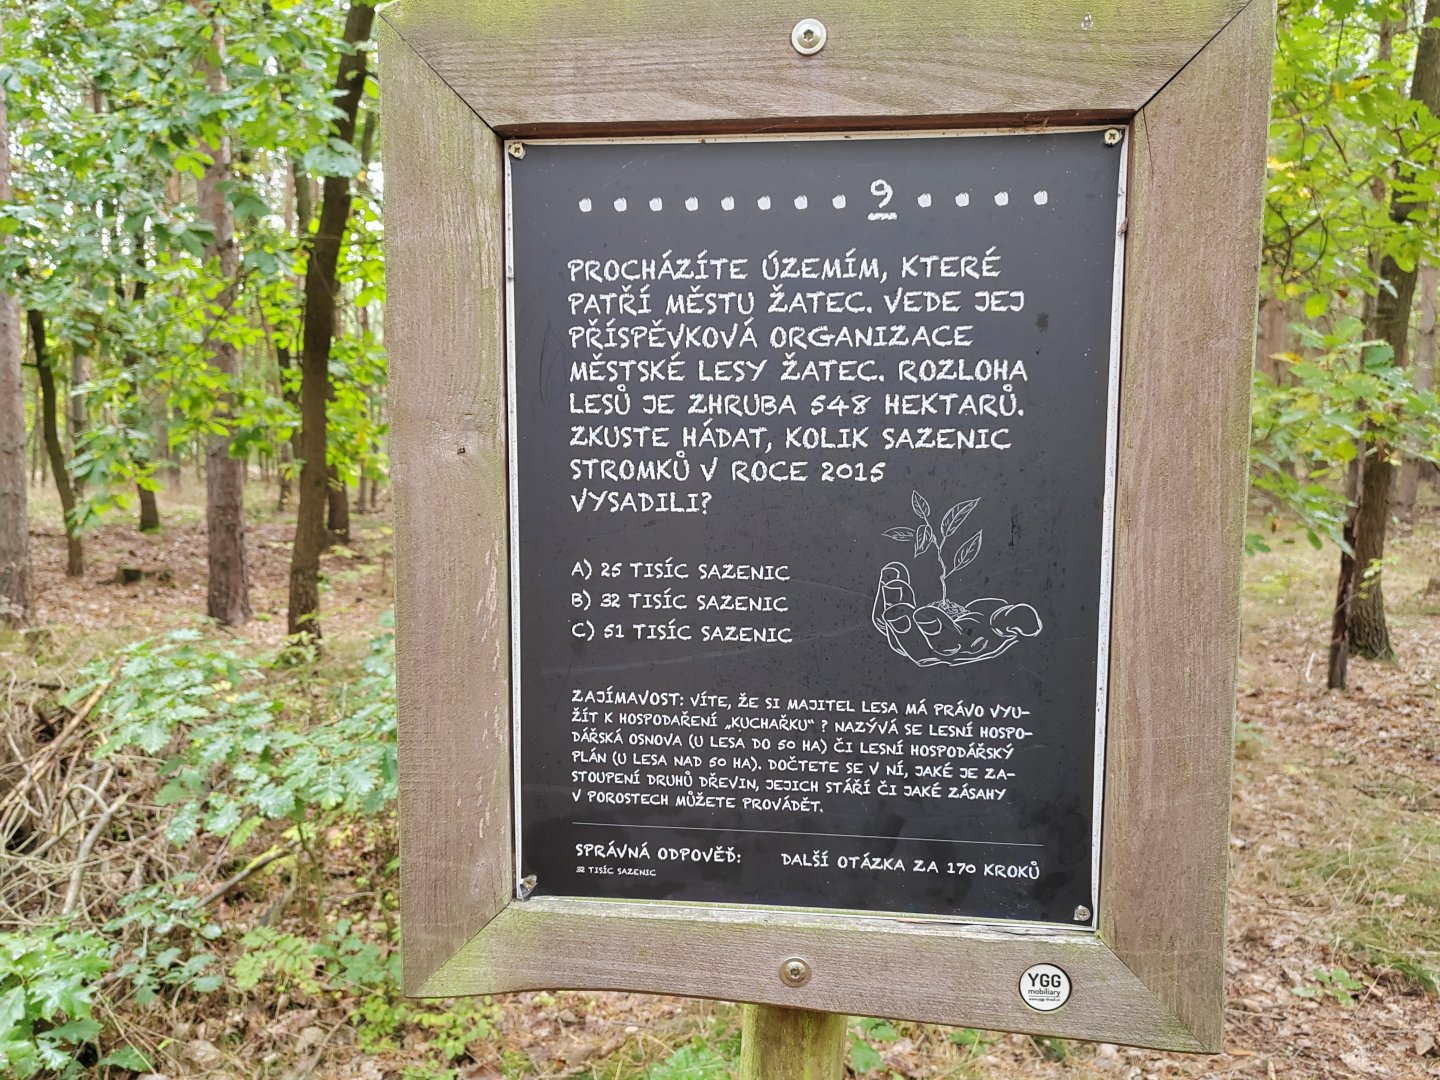 9
PROCHÁZÍTE ÚZEMÍM, KTERÉ
PATŘÍ MĚSTU ŽATEC. VEDE JEJ
PŘÍSPĚVKOVÁ ORGANIZACE
MĚSTSKÉ LESY ŽATEC. ROZLOHA
LESŮ JE ZHRUBA 548 HEKTARŮ.
ZKUSTE HÁDAT, KOLIK SAZENIC
STROMKŮ V ROCE 2015
VYSADILI?
A) 25 TISÍC SAZENIC
B) 32 TISÍC SAZENIC
C) 51 TISÍC SAZENIC
ZAJÍMAVOST: VÍTE, ŽE SI MAJITEL LESA MÁ PRÁVO VYU-
ŽÍT K HOSPODAŘENÍ „KUCHAŘKU“ ? NAZÝVÁ SE LESNÍ HOSPO-
DÁŘSKÁ OSNOVA (U LESA DO 50 HA) ČI LESNÍ HOSPODÁŘSKÝ
PLÁN (U LESA NAD 50 HA). DOČTETE SE V NÍ, JAKÉ JE ZA-
STOUPENÍ DRUHŮ DŘEVIN, JEJICH STÁŘÍ ČI JAKÉ ZÁSAHY
V POROSTECH MŮŽETE PROVÁDĚT.
SPRÁVNÁ ODPOVĚĎ:
32 TISÍC SAZENIC
DALŠÍ OTÁZKA ZA 170 KROKŮ
YGG
mobiliary